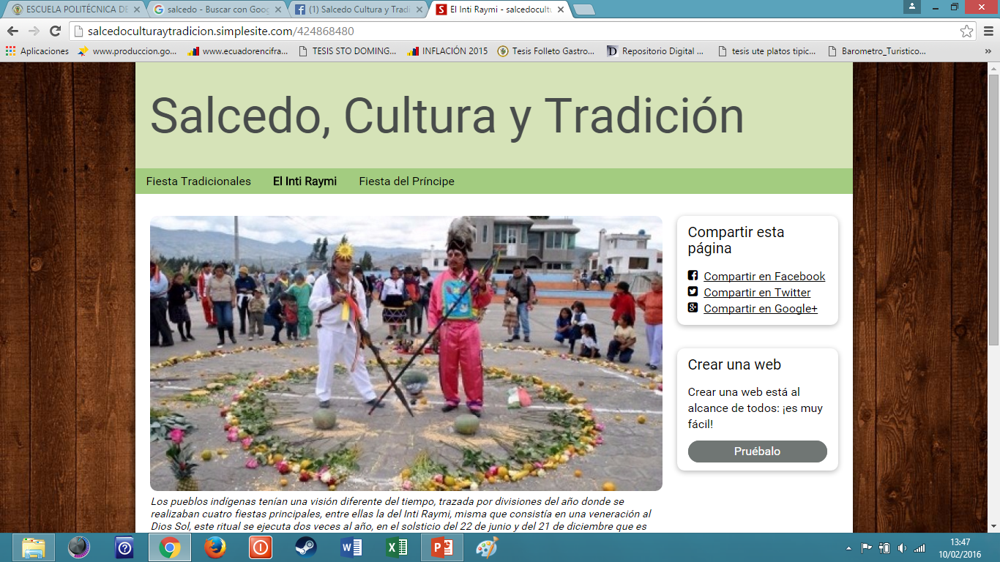 ESCUELA POLITÉCNICA DE
salcedo - Buscar con Goog
(1) Salcedo Cultura y Tradi
El Inti Raymi - salcedocultu
salcedoculturaytradicion.simplesite.com/424868480
Aplicaciones
www.produccion.go...
www.ecuadorencifra...
TESIS STO DOMING...
INFLACIÓN 2015
Tesis Folleto Gastro...
Repositorio Digital ...
tesis ute platos tipic...
Barometro_Turistico...
»
Salcedo, Cultura y Tradición
Fiesta Tradicionales
El Inti Raymi
Fiesta del Príncipe
Compartir esta
página
Compartir en Facebook
Compartir en Twitter
Compartir en Google+
Crear una web
Crear una web está al
alcance de todos: ¡es muy
fácil!
Pruébalo
Los pueblos indígenas tenían una visión diferente del tiempo, trazada por divisiones del año donde se
realizaban cuatro fiestas principales, entre ellas la del Inti Raymi, misma que consistía en una veneración al
Dios Sol, este ritual se ejecuta dos veces al año, en el solsticio del 22 de junio y del 21 de diciembre que es
13:47
10/02/2016